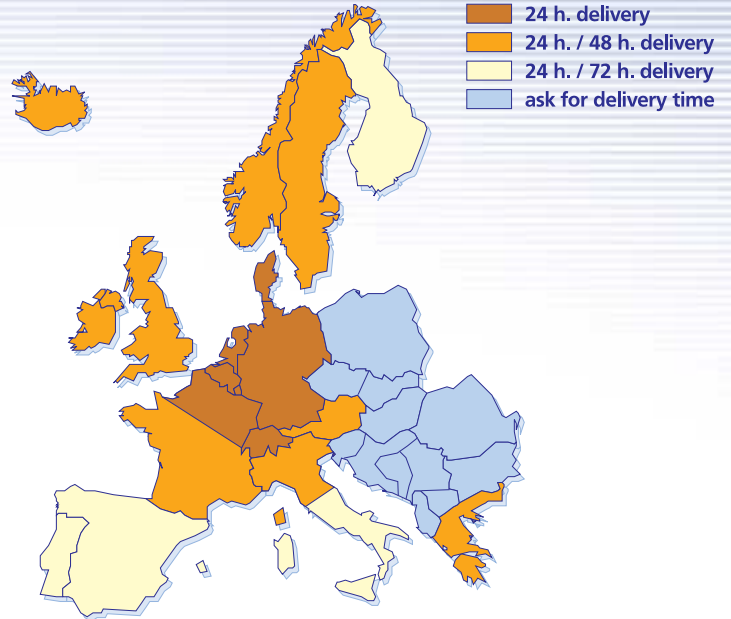 24 h. delivery
24 h. / 48 h. delivery
24 h. / 72 h. delivery
ask for delivery time